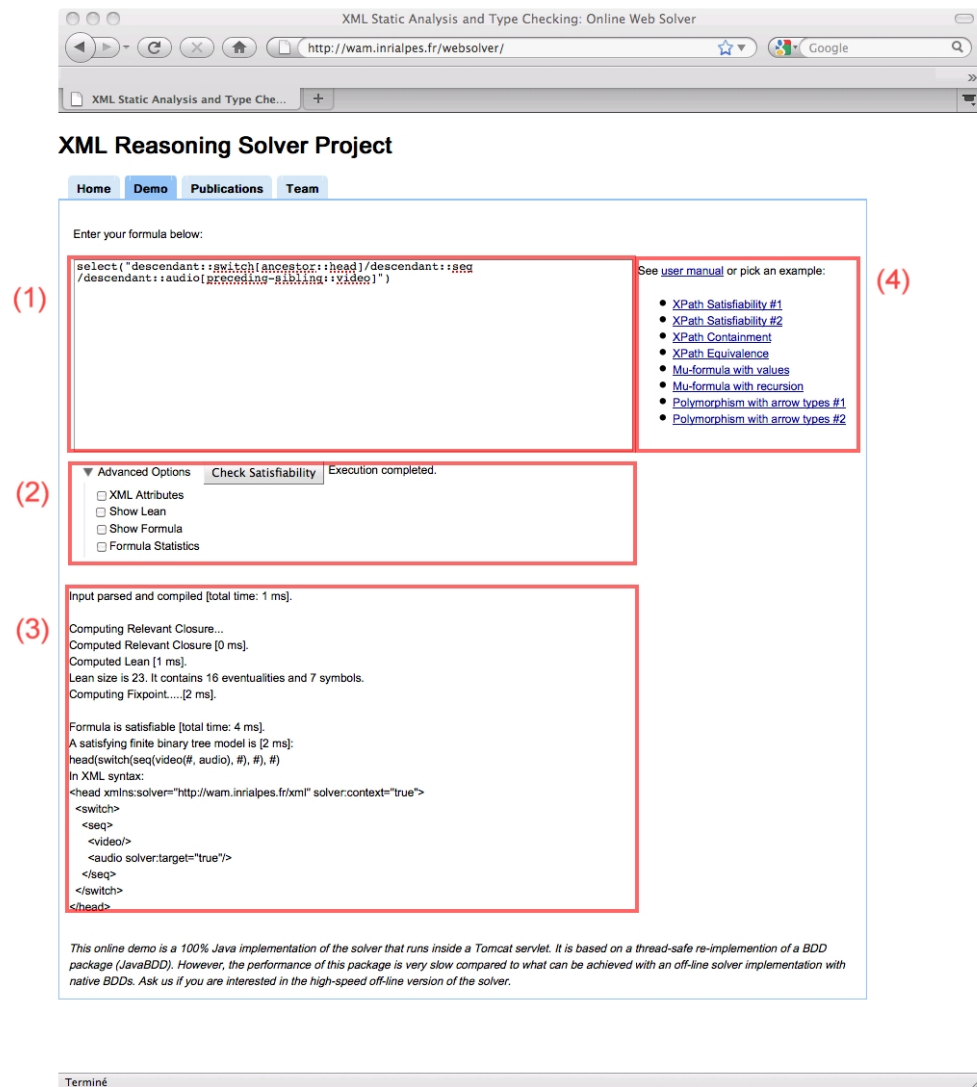 XML Static Analysis and Type Checking: Online Web Solver
http://wam.inrialpes.fr/websolver/
Google
XML Static Analysis and Type Che...
XML Reasoning Solver Project
Home Demo Publications Team
Enter your formula below:
(1)
select("descendant::switch[ancestor::head]/descendant::seq
/descendant::audio[preceding-sibling::video]")
See user manual or pick an example:
(4)
XPath Satisfiability #1
XPath Satisfiability #2
XPath Containment
XPath Equivalence
Mu-formula with values
Mu-formula with recursion
Polymorphism with arrow types #1
Polymorphism with arrow types #2
(2)
Advanced Options Check Satisfiability Execution completed.
XML Attributes
Show Lean
Show Formula
Formula Statistics
(3)
Input parsed and compiled [total time: 1 ms].
Computing Relevant Closure...
Computed Relevant Closure [0 ms].
Computed Lean [1 ms].
Lean size is 23. It contains 16 eventualities and 7 symbols.
Computing Fixpoint.....[2 ms].
Formula is satisfiable [total time: 4 ms].
A satisfying finite binary tree model is [2 ms]:
head(switch(seq(video(#, audio), #), #), #)
In XML syntax:
<head xmlns:solver="http://wam.inrialpes.fr/xml" solver:context="true">
<switch>
<seq>
<video/>
<audio solver:target="true"/>
</seq>
</switch>
</head>
This online demo is a 100% Java implementation of the solver that runs inside a Tomcat servlet. It is based on a thread-safe re-implemention of a BDD
package (JavaBDD). However, the performance of this package is very slow compared to what can be achieved with an off-line solver implementation with
native BDDs. Ask us if you are interested in the high-speed off-line version of the solver.
Terminé